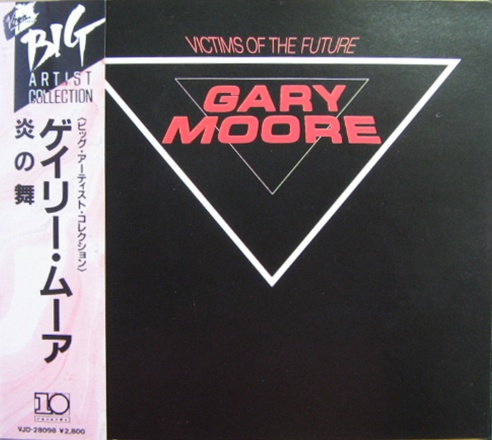 Virgin
BIG
ARTIST
COLLECTION
〈ビッグ・アーティスト・コレクション〉
ゲイリー・ムーア
炎の舞
10
records
VJD-28098 ¥2,800
VICTIMS OF THE FUTURE
GARY
MOORE